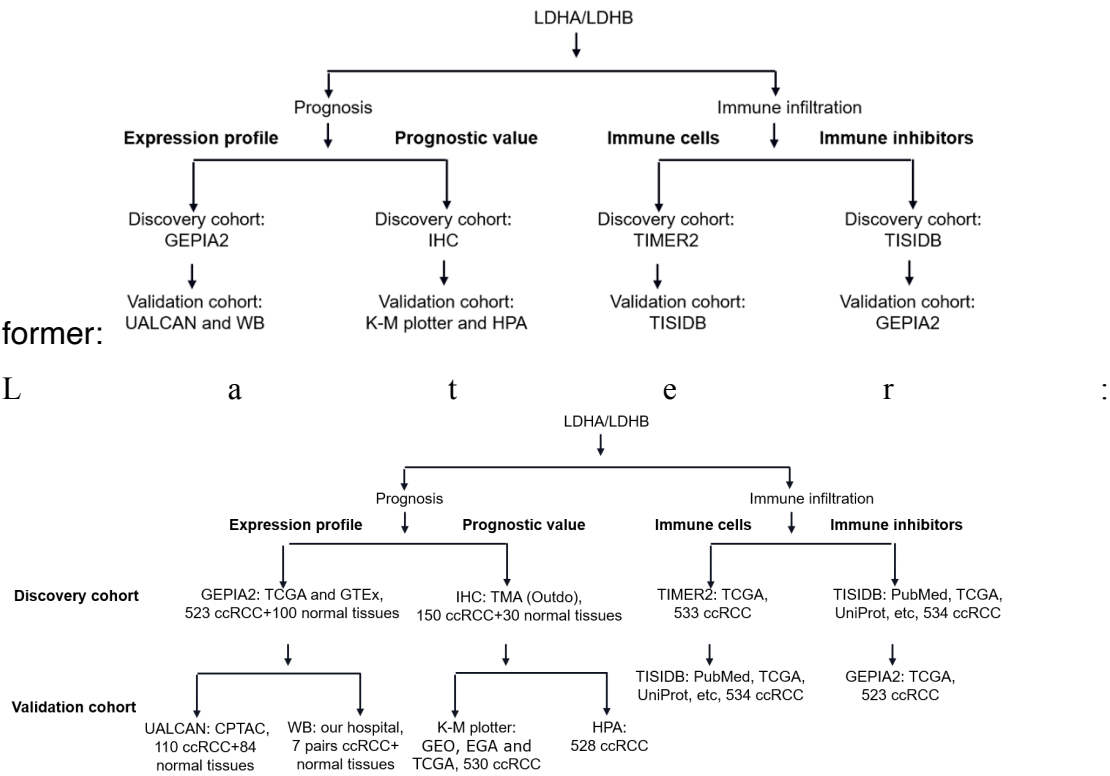 LDHA/LDHB
Prognosis
Immune infiltration
Expression profile
Prognostic value
Immune cells
Immune inhibitors
Discovery cohort:
GEPIA2
Discovery cohort:
IHC
Discovery cohort:
TIMER2
Discovery cohort:
TISIDB
Validation cohort:
UALCAN and WB
Validation cohort:
K-M plotter and HPA
Validation cohort:
TISIDB
Validation cohort:
GEPIA2
former:
L a t e r :
LDHA/LDHB
Prognosis
Immune infiltration
Expression profile
Prognostic value
Immune cells
Immune inhibitors
Discovery cohort
GEPIA2: TCGA and GTEx,
523 ccRCC+100 normal tissues
IHC: TMA (Outdo),
150 ccRCC+30 normal tissues
TIMER2: TCGA,
533 ccRCC
TISIDB: PubMed, TCGA,
UniProt, etc, 534 ccRCC
TISIDB: PubMed, TCGA,
UniProt, etc, 534 ccRCC
GEPIA2: TCGA,
523 ccRCC
Validation cohort
UALCAN: CPTAC,
110 ccRCC+84
normal tissues
WB: our hospital,
7 pairs ccRCC+
normal tissues
K-M plotter:
GEO, EGA and
TCGA, 530 ccRCC
HPA:
528 ccRCC